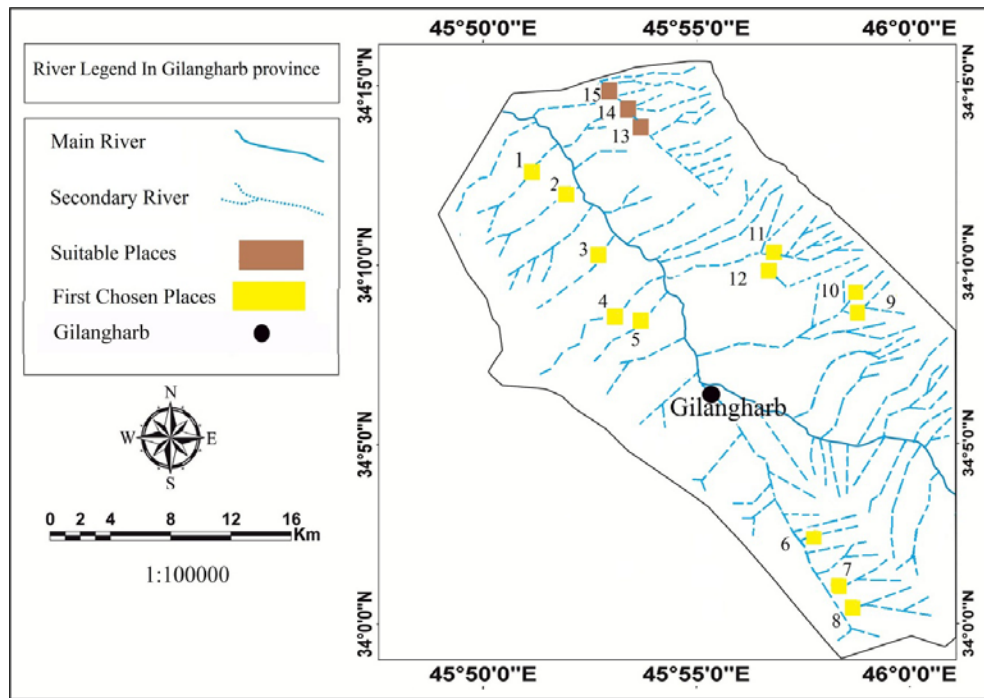 River Legend In Gilangharb province
Main River
Secondary River
Suitable Places
First Chosen Places
Gilangharb
N
W E
S
0 2 4 8 12 16
Km
1:100000
45°50'0"E 45°55'0"E 46°0'0"E
34°15'0"N 34°15'0"N
34°10'0"N 34°10'0"N
34°5'0"N 34°5'0"N
34°0'0"N 34°0'0"N
15
14
13
1
2
3
11
12
10
9
4
5
Gilangharb
6
7
8
45°50'0"E 45°55'0"E 46°0'0"E